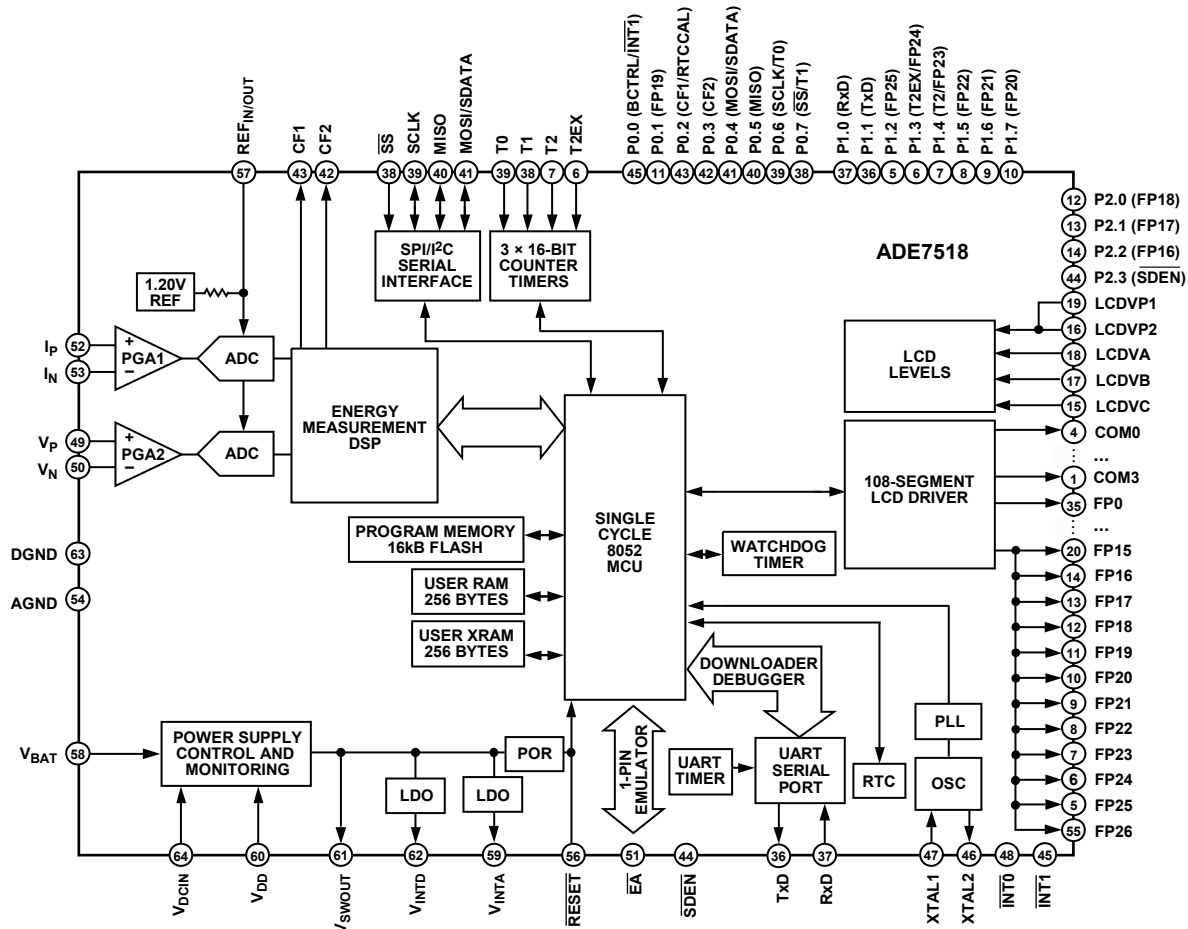 REFIN/OUT
CF1
CF2
SS
SCLK
MISO
MOSI/SDATA
T0
T1
T2
T2EX
P0.0 (BCTRL/INT1)
P0.1 (FP19)
P0.2 (CF1/RTCCAL)
P0.3 (CF2)
P0.4 (MOSI/SDATA)
P0.5 (MISO)
P0.6 (SCLK/T0)
P0.7 (SS/T1)
P1.0 (RxD)
P1.1 (TxD)
P1.2 (FP25)
P1.3 (T2EX/FP24)
P1.4 (T2/FP23)
P1.5 (FP22)
P1.6 (FP21)
P1.7 (FP20)
57
43
42
38
39
40
41
39
38
7
6
45
11
43
42
41
40
39
38
37
36
5
6
7
8
9
10
12 P2.0 (FP18)
13 P2.1 (FP17)
14 P2.2 (FP16)
44 P2.3 (SDEN)
19 LCDVP1
16 LCDVP2
18 LCDVA
17 LCDVB
15 LCDVC
4 COM0
...
1 COM3
35 FP0
...
20 FP15
14 FP16
13 FP17
12 FP18
11 FP19
10 FP20
9 FP21
8 FP22
7 FP23
6 FP24
5 FP25
55 FP26
ADE7518
1.20V
REF
SPI/I2C
SERIAL
INTERFACE
3 × 16-BIT
COUNTER
TIMERS
IP 52
IN 53
+
PGA1
−
ADC
VP 49
VN 50
+
PGA2
−
ADC
ENERGY
MEASUREMENT
DSP
LCD
LEVELS
108-SEGMENT
LCD DRIVER
SINGLE
CYCLE
8052
MCU
PROGRAM MEMORY
16kB FLASH
USER RAM
256 BYTES
USER XRAM
256 BYTES
WATCHDOG
TIMER
DGND 63
AGND 54
DOWNLOADER
DEBUGGER
VBAT 58
POWER SUPPLY
CONTROL AND
MONITORING
LDO
LDO
POR
1-PIN
EMULATOR
UART
TIMER
UART
SERIAL
PORT
RTC
PLL
OSC
64
60
61
62
59
56
51
44
36
37
47
46
48
45
VDCIN
VDD
VSWOUT
VINTD
VINTA
RESET
EA
SDEN
TxD
RxD
XTAL1
XTAL2
INT0
INT1